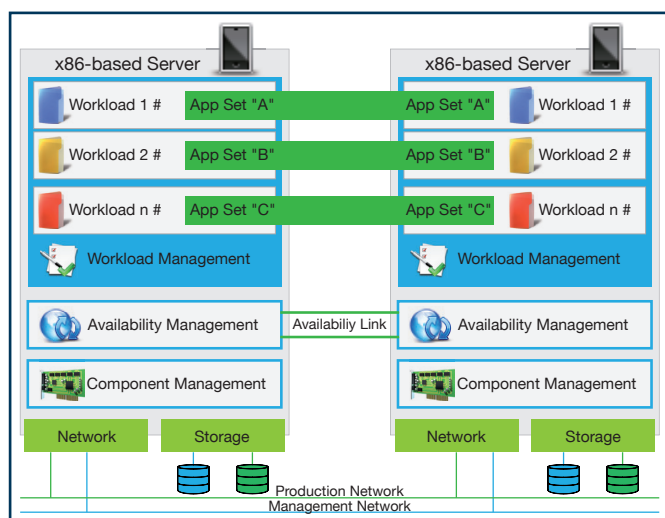 x86-based Server
x86-based Server
Workload 1 #
App Set "A"
App Set "A"
Workload 1 #
Workload 2 #
App Set "B"
App Set "B"
Workload 2 #
Workload n #
App Set "C"
App Set "C"
Workload n #
Workload Management
Workload Management
Availability Management
Availabiliy Link
Availability Management
Component Management
Component Management
Network
Storage
Network
Storage
Production Network
Management Network